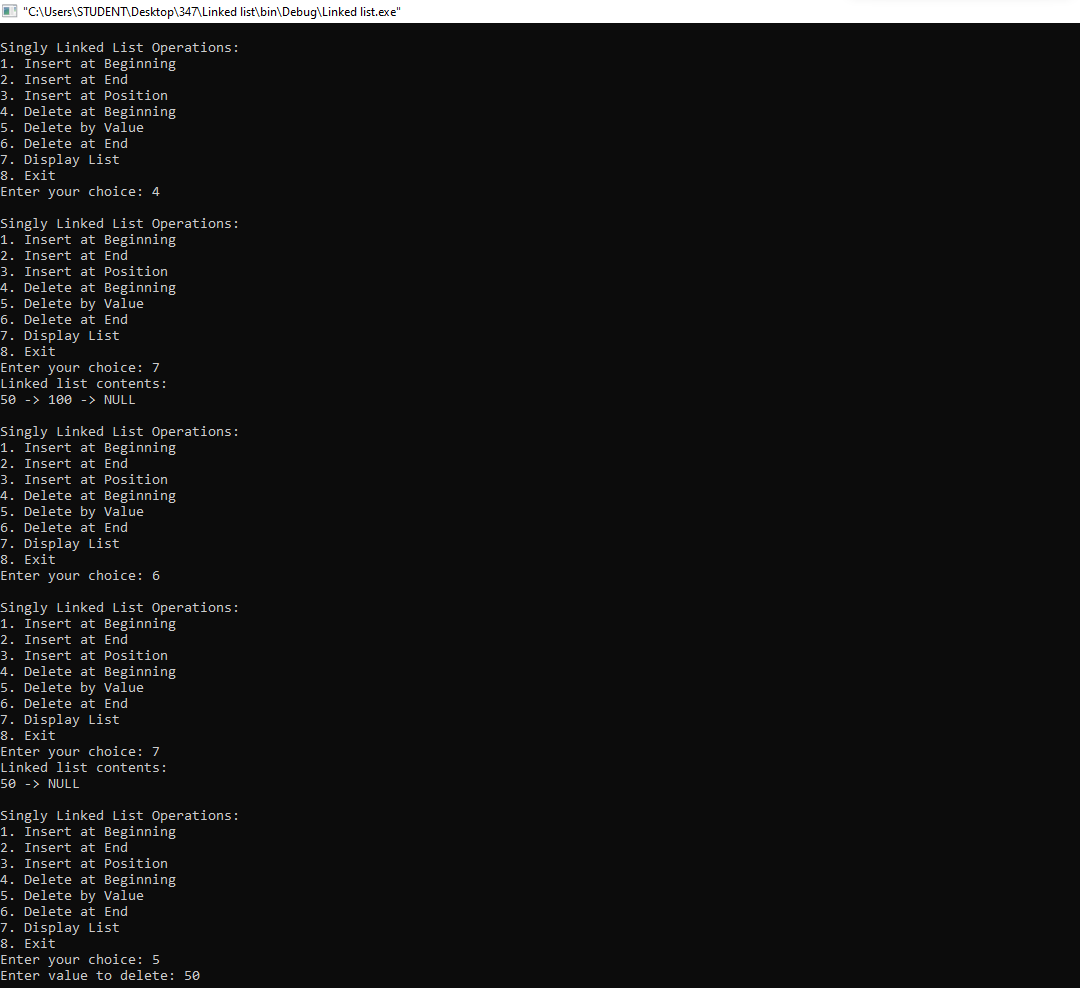 "C:\Users\STUDENT\Desktop\347\Linked list\bin\Debug\Linked list.exe"
Singly Linked List Operations:
1. Insert at Beginning
2. Insert at End
3. Insert at Position
4. Delete at Beginning
5. Delete by Value
6. Delete at End
7. Display List
8. Exit
Enter your choice: 4
Singly Linked List Operations:
1. Insert at Beginning
2. Insert at End
3. Insert at Position
4. Delete at Beginning
5. Delete by Value
6. Delete at End
7. Display List
8. Exit
Enter your choice: 7
Linked list contents:
50 -> 100 -> NULL
Singly Linked List Operations:
1. Insert at Beginning
2. Insert at End
3. Insert at Position
4. Delete at Beginning
5. Delete by Value
6. Delete at End
7. Display List
8. Exit
Enter your choice: 6
Singly Linked List Operations:
1. Insert at Beginning
2. Insert at End
3. Insert at Position
4. Delete at Beginning
5. Delete by Value
6. Delete at End
7. Display List
8. Exit
Enter your choice: 7
Linked list contents:
50 -> NULL
Singly Linked List Operations:
1. Insert at Beginning
2. Insert at End
3. Insert at Position
4. Delete at Beginning
5. Delete by Value
6. Delete at End
7. Display List
8. Exit
Enter your choice: 5
Enter value to delete: 50